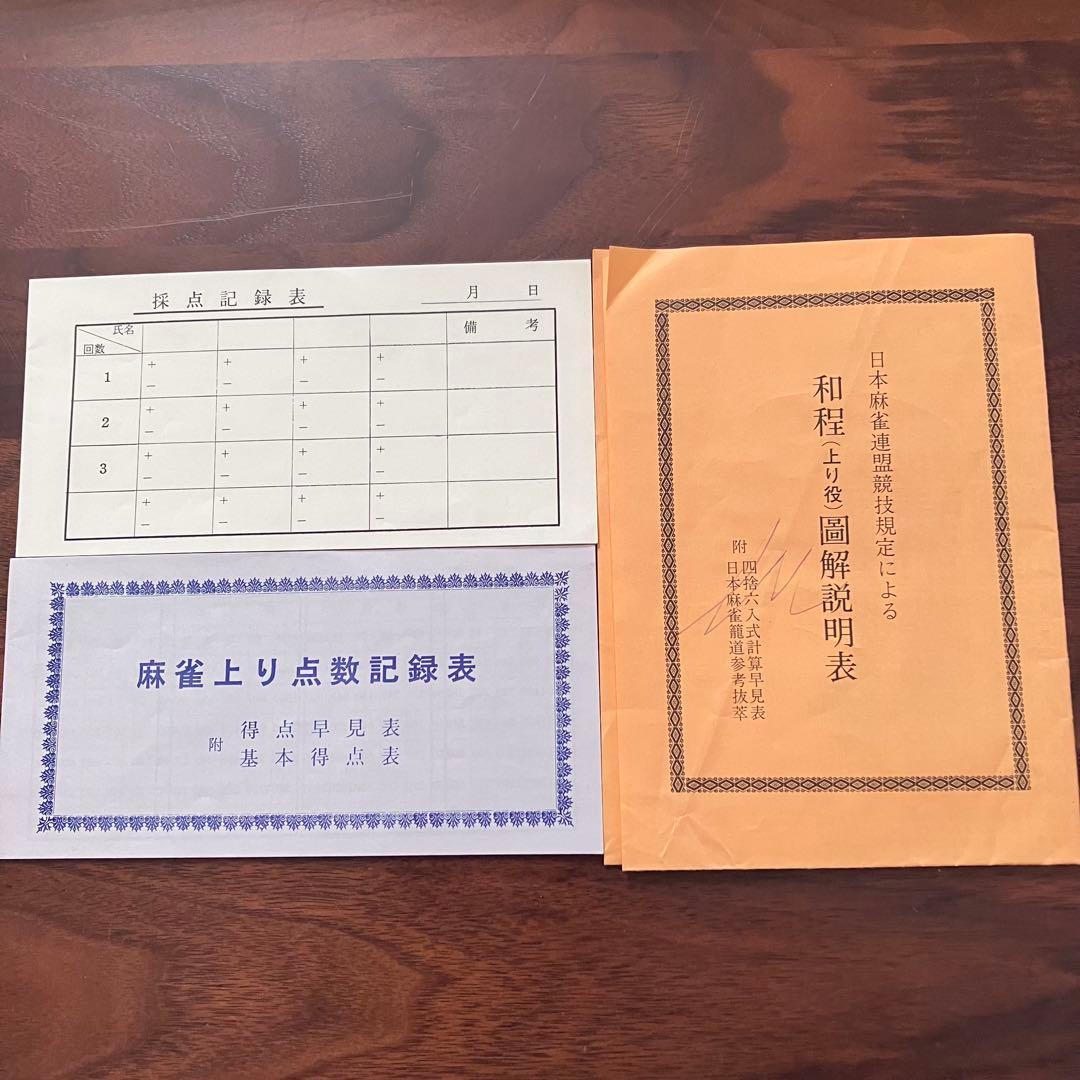 採点記録表
月 日
氏名
回数
備考
1
+ + + +
- - - -
2
+ + + +
- - - -
3
+ + + +
- - - -
+ + + +
- - - -
麻雀上り点数記録表
附
得点早見表
基本得点表
日本麻雀連盟競技規定による
和程(上り役)圖解説明表
附
四捨六入式計算早見表
日本麻雀籠道参考抜萃